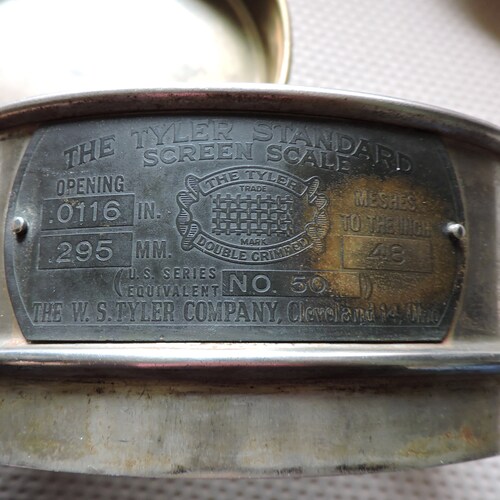 THE TYLER STANDARD
SCREEN SCALE
OPENING
.0116 IN.
.295 MM.
THE TYLER
TRADE
MARK
DOUBLE CRIMPED
MESHES
TO THE INCH
48
(U.S. SERIES
EQUIVALENT NO. 50)
THE W. S. TYLER COMPANY, Cleveland 14, Ohio